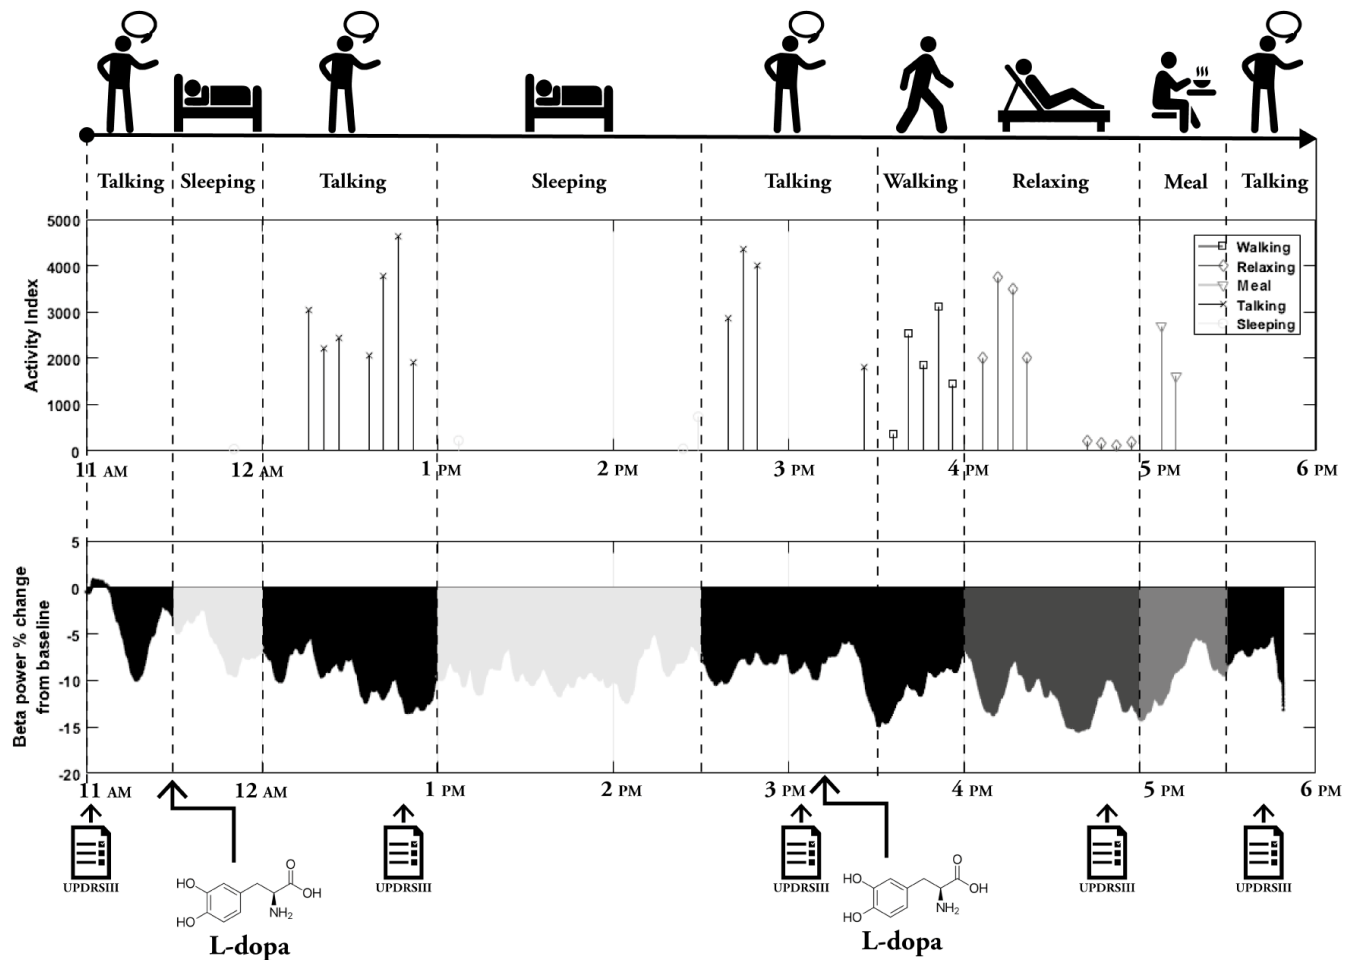 Talking Sleeping Talking Sleeping Talking Walking Relaxing Meal Talking
Activity Index
5000
4000
3000
2000
1000
0
Walking
Relaxing
Meal
Talking
Sleeping
11 AM 12 AM 1 PM 2 PM 3 PM 4 PM 5 PM 6 PM
Beta power % change
from baseline
5
0
-5
-10
-15
-20
11 AM 12 AM 1 PM 2 PM 3 PM 4 PM 5 PM 6 PM
UPDRSIII UPDRSIII UPDRSIII UPDRSIII UPDRSIII
HO
HO
O
OH
NH2
L-dopa
HO
HO
O
OH
NH2
L-dopa